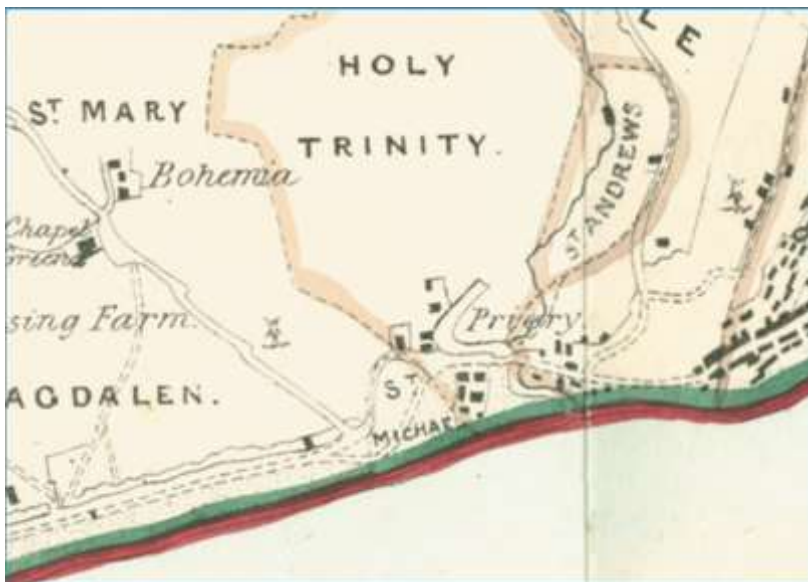 LE
HOLY
TRINITY.
ST MARY
Bohemia
ST ANDREWS
Chapel
Green
Priory
sing Farm.
AGDALEN.
ST
MICHAE